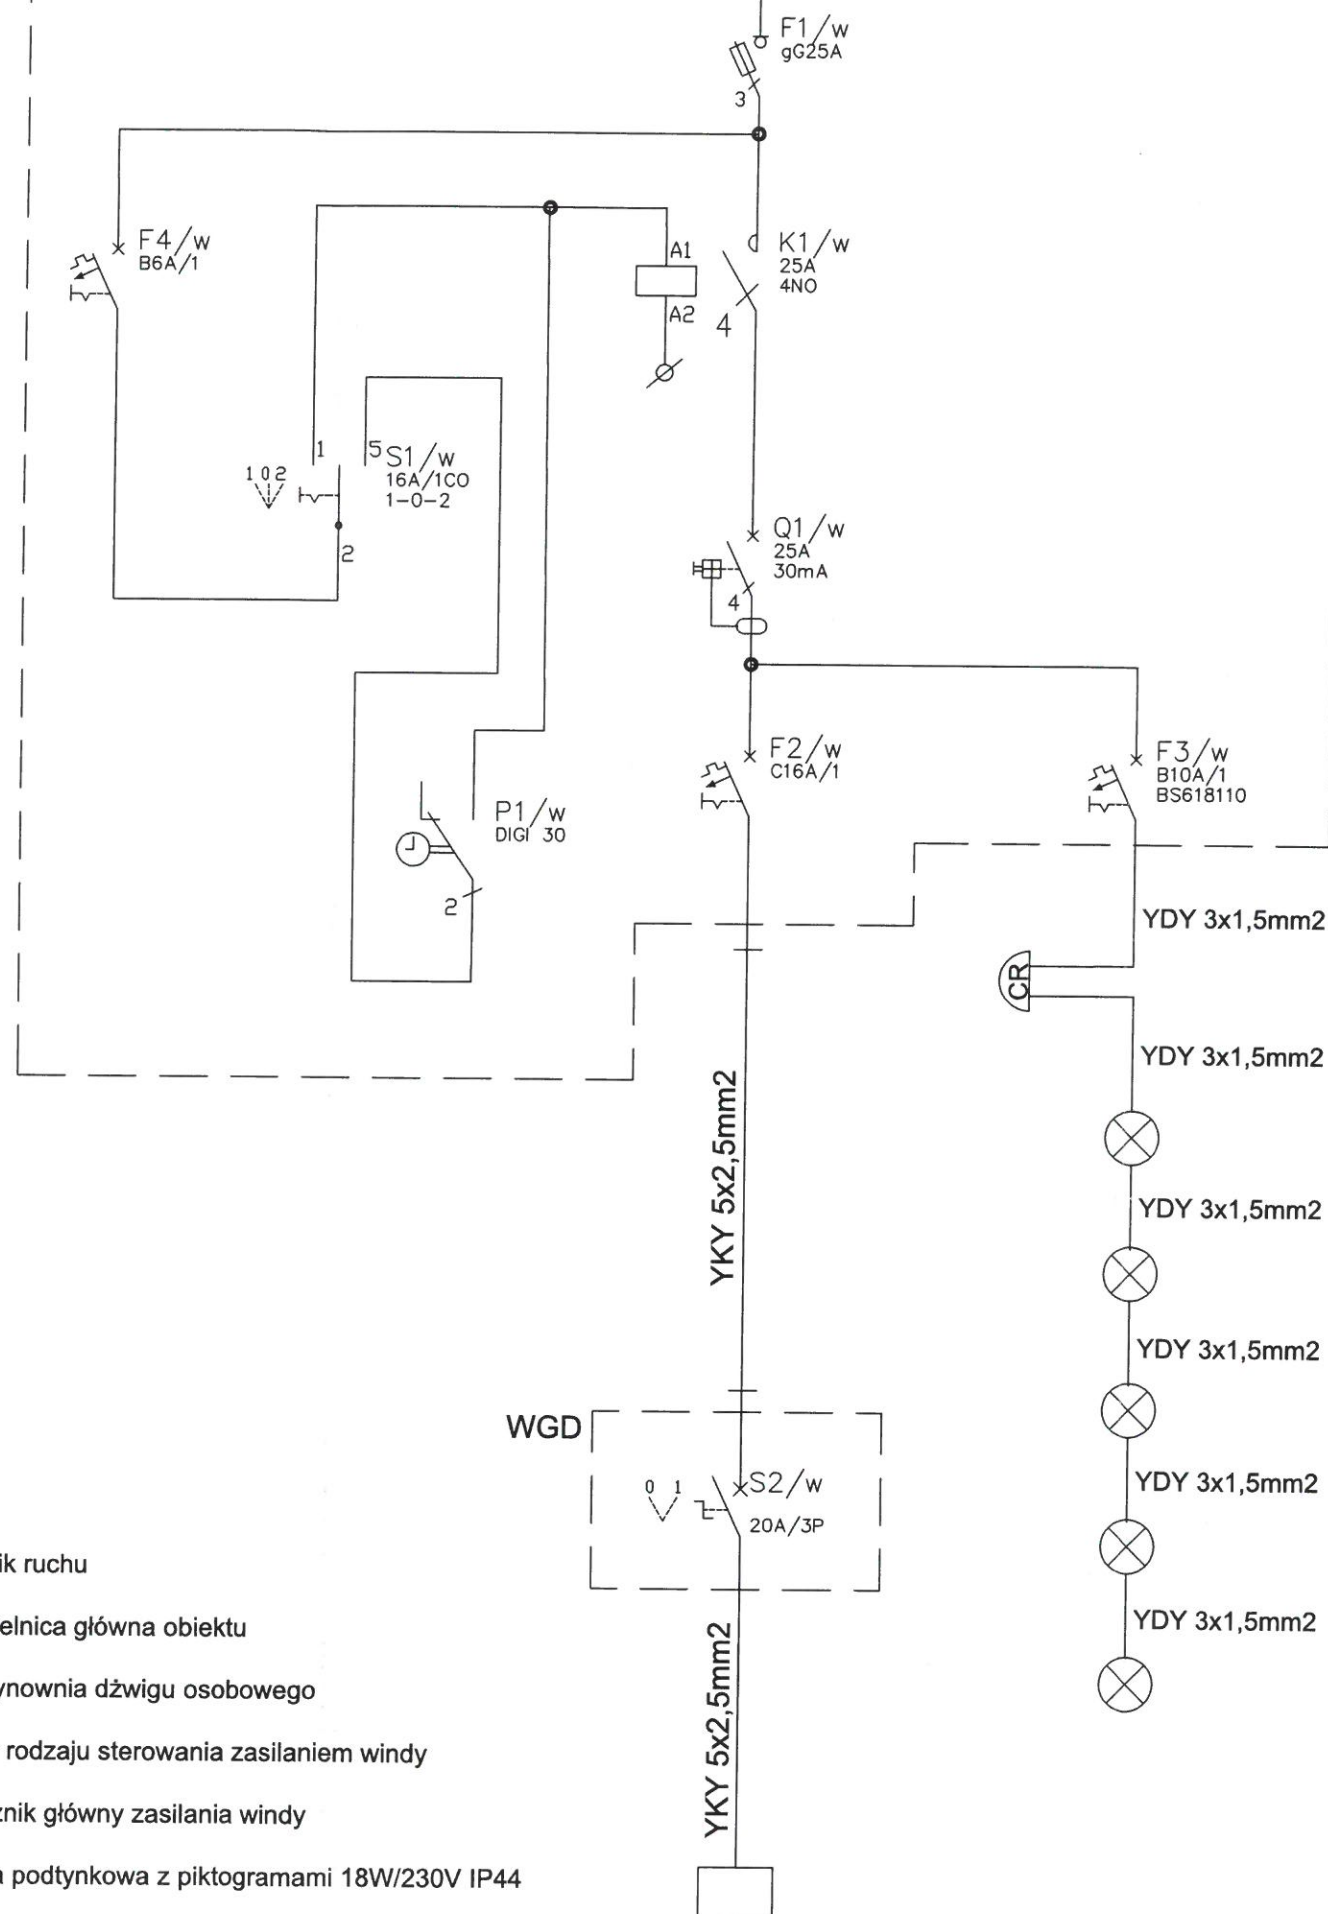 F1/w
gG25A
3
F4/w
B6A/1
A1
A2
K1/w
25A
4NO
4
1
5
S1/w
16A/1CO
1-0-2
1 0 2
2
Q1/w
25A
30mA
4
F2/w
C16A/1
F3/w
B10A/1
BS618110
P1/w
DIGI 30
2
YDY 3x1,5mm2
CR
YDY 3x1,5mm2
YKY 5x2,5mm2
YDY 3x1,5mm2
YDY 3x1,5mm2
WGD
S2/w
0 1
20A/3P
YDY 3x1,5mm2
YDY 3x1,5mm2
YKY 5x2,5mm2
ik ruchu
elnica główna obiektu
ynownia dźwigu osobowego
rodzaju sterowania zasilaniem windy
znik główny zasilania windy
a podtynkowa z piktogramami 18W/230V IP44